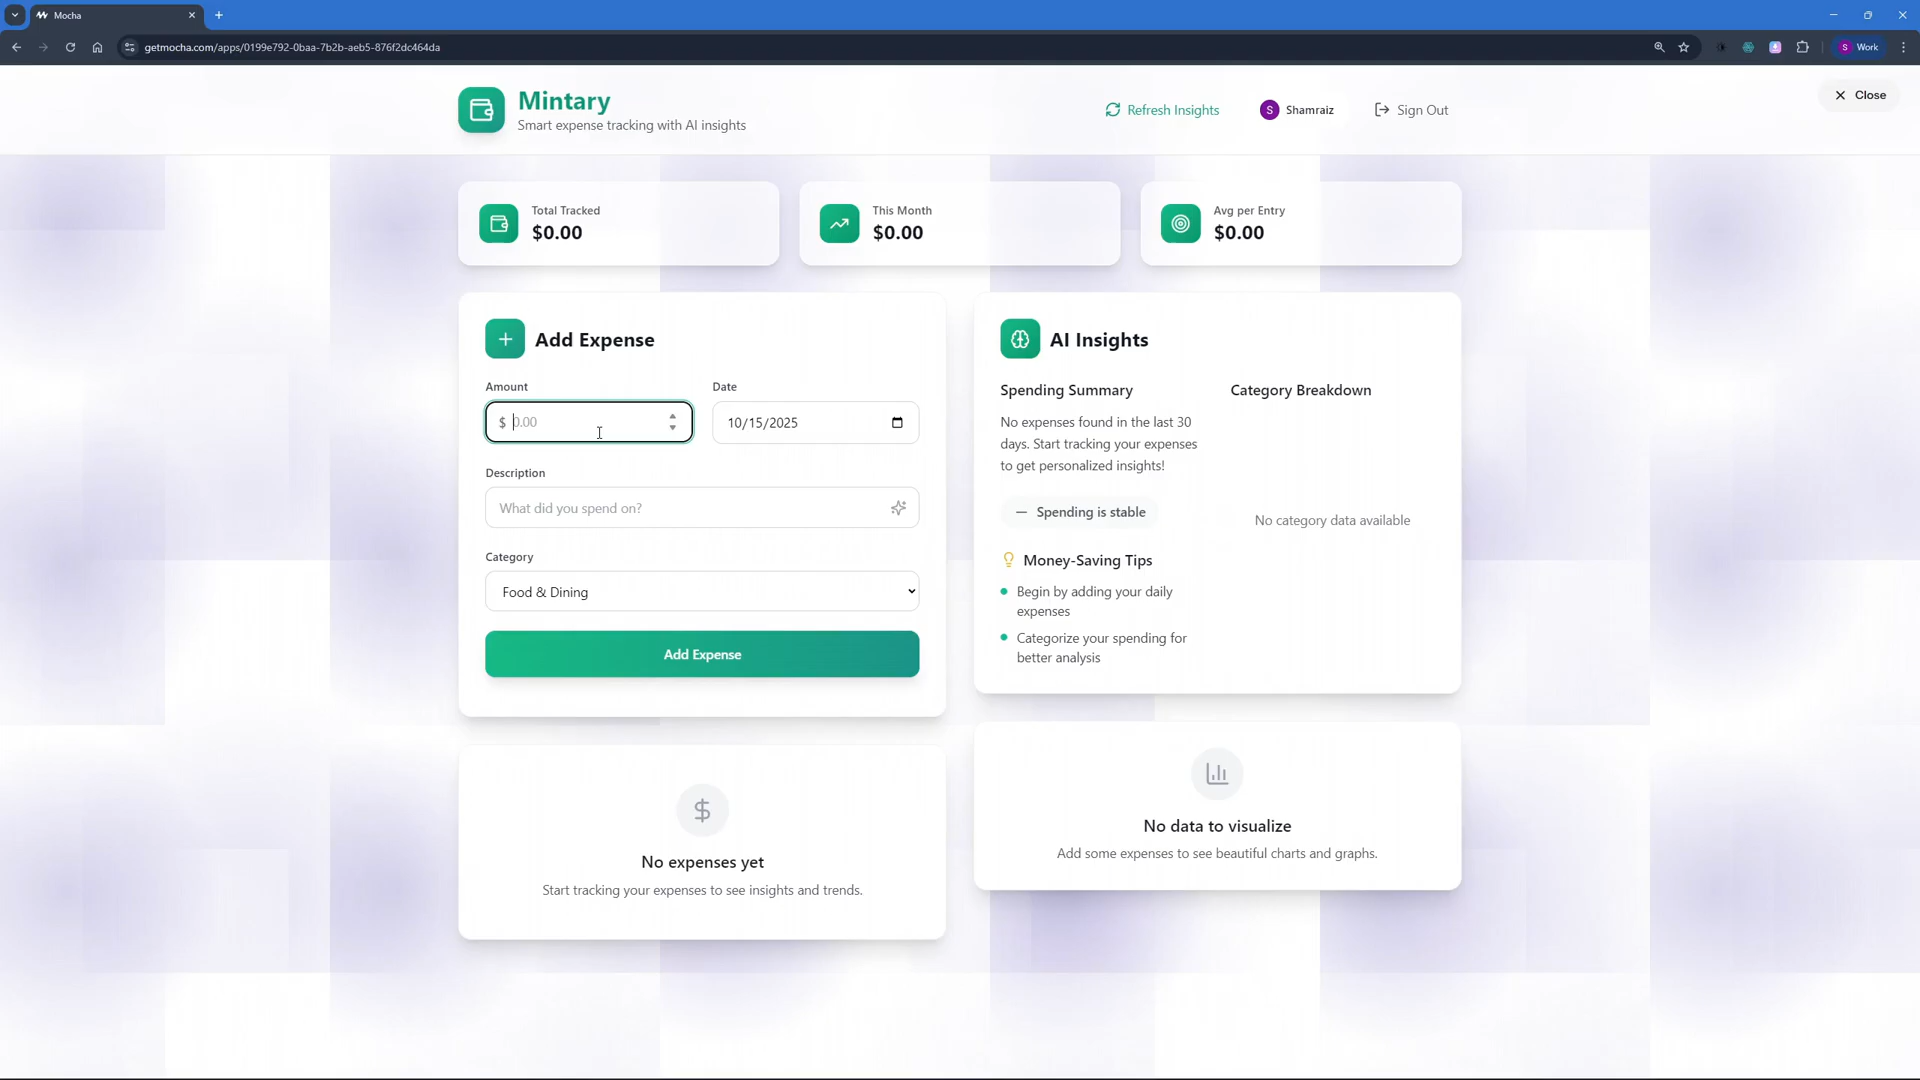 Mocha
getmocha.com/apps/0199e792-0baa-7b2b-aeb5-876f2dc464da
S Work
Mintary
Smart expense tracking with AI insights
Refresh Insights
S Shamraiz
Sign Out
Close
Total Tracked
$0.00
This Month
$0.00
Avg per Entry
$0.00
Add Expense
Amount
$ 0.00
Date
10/15/2025
Description
What did you spend on?
Category
Food & Dining
Add Expense
AI Insights
Spending Summary
No expenses found in the last 30
days. Start tracking your expenses
to get personalized insights!
Spending is stable
Money-Saving Tips
Begin by adding your daily
expenses
Categorize your spending for
better analysis
Category Breakdown
No category data available
$
No expenses yet
Start tracking your expenses to see insights and trends.
No data to visualize
Add some expenses to see beautiful charts and graphs.